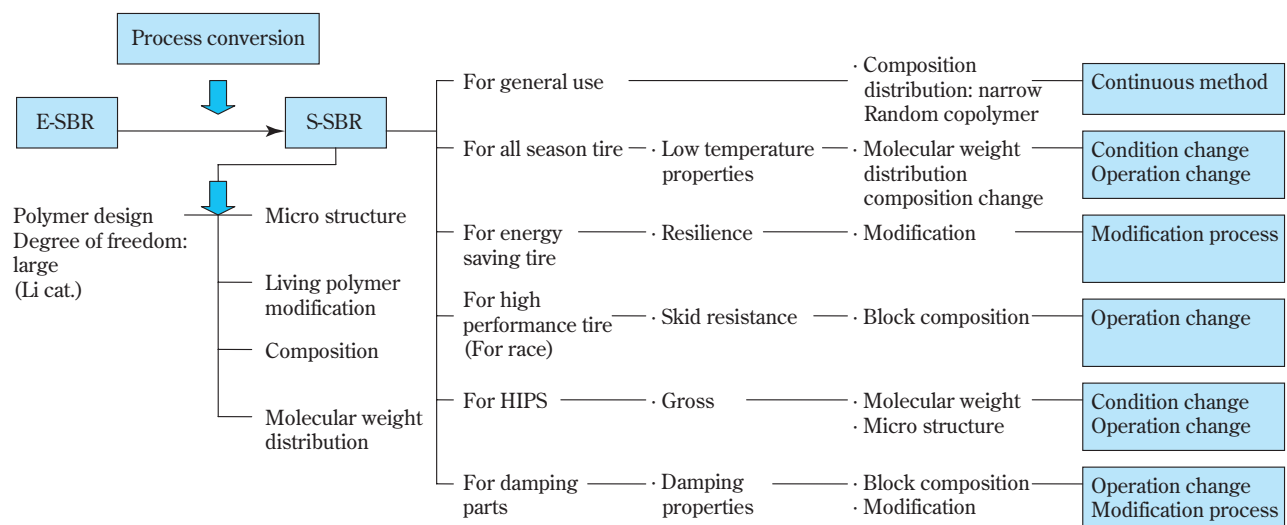 Process conversion
E-SBR
S-SBR
Polymer design
Degree of freedom:
large
(Li cat.)
Micro structure
Living polymer
modification
Composition
Molecular weight
distribution
For general use
· Composition
distribution: narrow
Random copolymer
Continuous method
For all season tire
· Low temperature
properties
· Molecular weight
distribution
composition change
Condition change
Operation change
For energy
saving tire
· Resilience
· Modification
Modification process
For high
performance tire
(For race)
· Skid resistance
· Block composition
Operation change
For HIPS
· Gross
· Molecular weight
· Micro structure
Condition change
Operation change
For damping
parts
· Damping
properties
· Block composition
· Modification
Operation change
Modification process